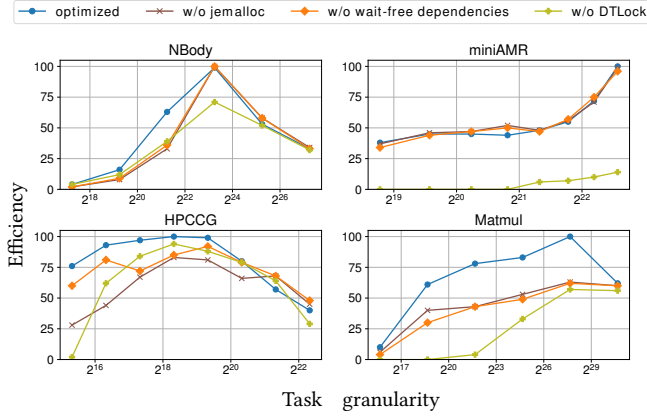 optimized w/o jemalloc w/o wait-free dependencies w/o DTLock
NBody miniAMR
100
75
50
25
0
2^18 2^20 2^22 2^24 2^26
100
75
50
25
0
2^19 2^20 2^21 2^22
Efficiency
HPCCG Matmul
100
75
50
25
0
2^16 2^18 2^20 2^22
100
75
50
25
0
2^17 2^20 2^23 2^26 2^29
Task granularity